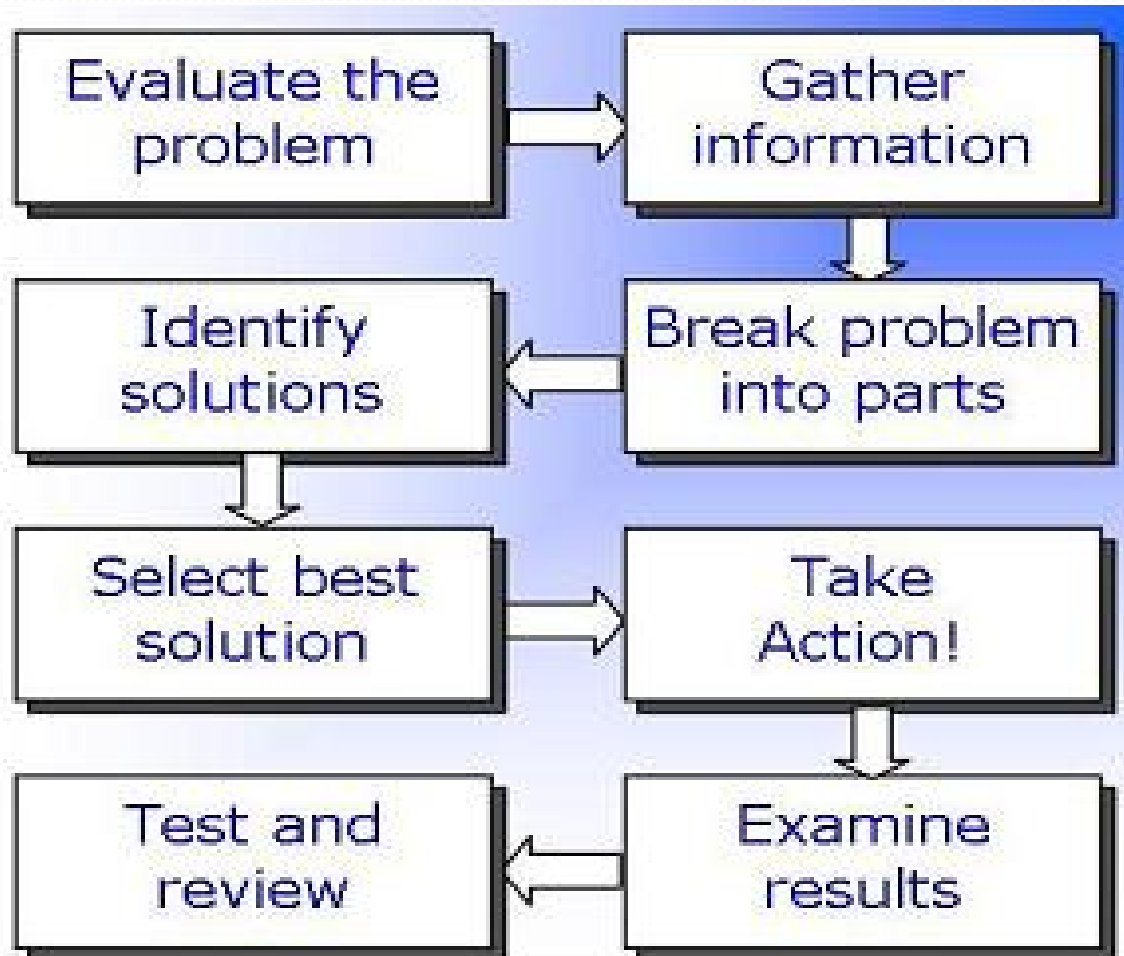 Evaluate the
problem
Gather
information
Break problem
into parts
Identify
solutions
Select best
solution
Take
Action!
Examine
results
Test and
review